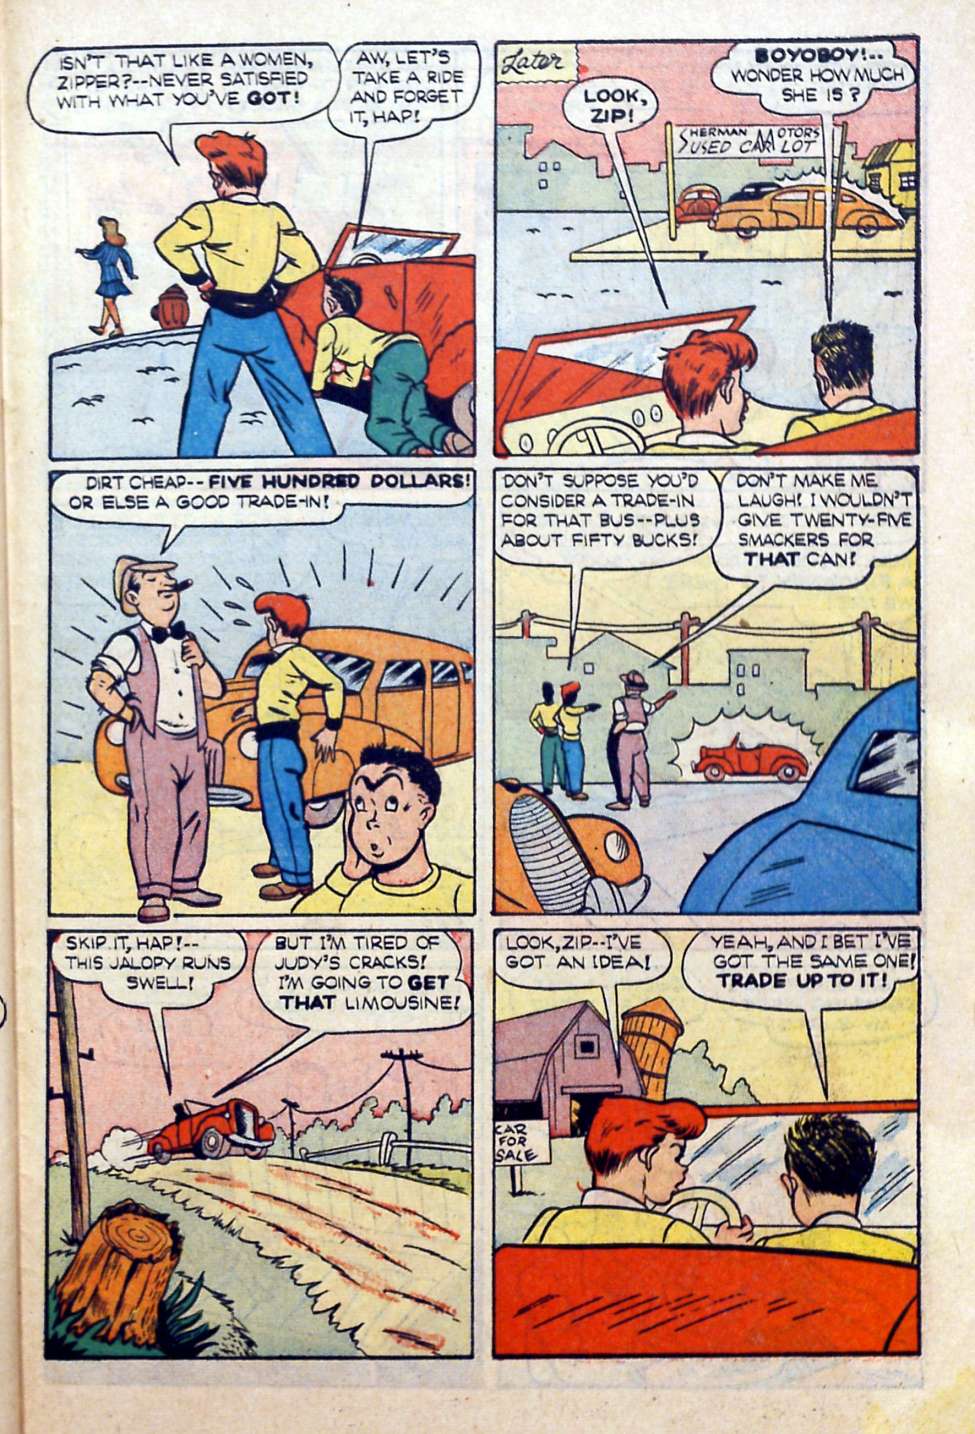 ISN'T THAT LIKE A WOMEN,
ZIPPER?--NEVER SATISFIED
WITH WHAT YOU'VE GOT!
AW, LET'S
TAKE A RIDE
AND FORGET
IT, HAP!
Later
LOOK,
ZIP!
BOYOBOY!--
WONDER HOW MUCH
SHE IS?
SHERMAN MOTORS
USED CAR LOT
DIRT CHEAP--FIVE HUNDRED DOLLARS!
OR ELSE A GOOD TRADE-IN!
DON'T SUPPOSE YOU'D
CONSIDER A TRADE-IN
FOR THAT BUS--PLUS
ABOUT FIFTY BUCKS!
DON'T MAKE ME
LAUGH! I WOULDN'T
GIVE TWENTY-FIVE
SMACKERS FOR
THAT CAN!
SKIP IT, HAP!--
THIS JALOPY RUNS
SWELL!
BUT I'M TIRED OF
JUDY'S CRACKS!
I'M GOING TO GET
THAT LIMOUSINE!
LOOK, ZIP--I'VE
GOT AN IDEA!
YEAH, AND I BET I'VE
GOT THE SAME ONE!
TRADE UP TO IT!
CAR
FOR
SALE